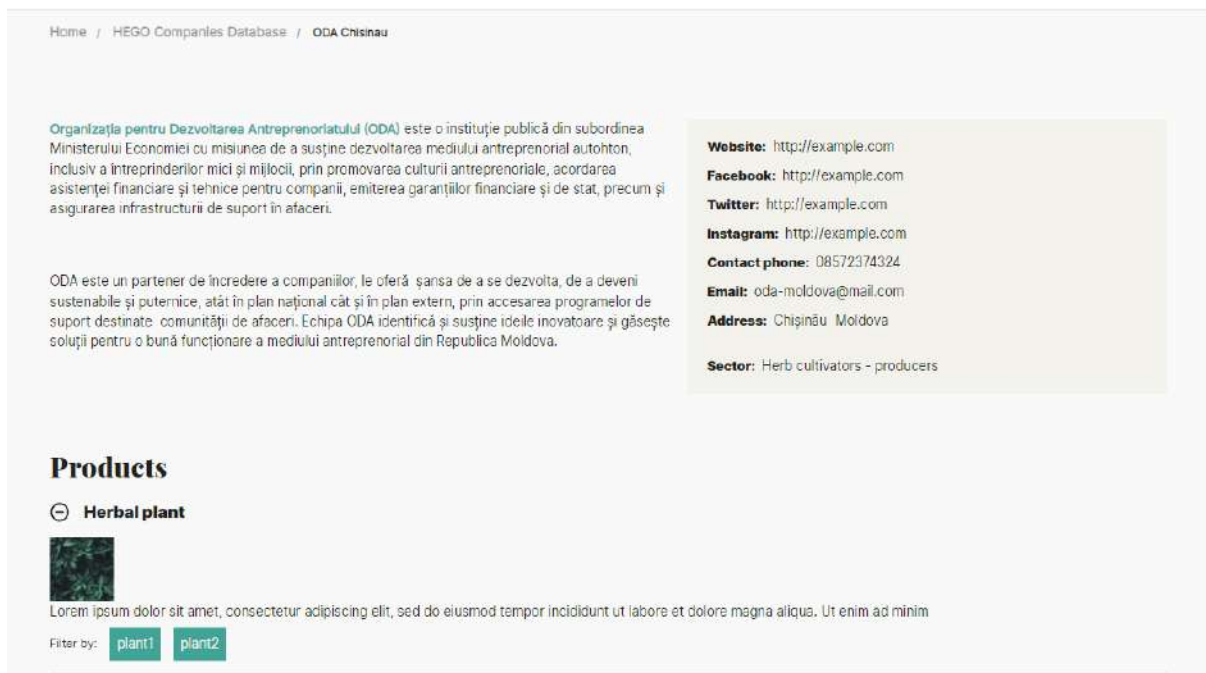 Home / HEGO Companies Database / ODA Chisinau
Organizația pentru Dezvoltarea Antreprenoriatului (ODA) este o instituție publică din subordinea
Ministerului Economiei cu misiunea de a susține dezvoltarea mediului antreprenorial autohton,
inclusiv a întreprinderilor mici și mijlocii, prin promovarea culturii antreprenoriale, acordarea
asistenței financiare și tehnice pentru companii, emiterea garanțiilor financiare și de stat, precum și
asigurarea infrastructurii de suport în afaceri.
ODA este un partener de încredere a companiilor, le oferă șansa de a se dezvolta, de a deveni
sustenabile și puternice, atât în plan național cât și în plan extern, prin accesarea programelor de
suport destinate comunității de afaceri. Echipa ODA identifică și susține ideile inovatoare și găsește
soluții pentru o bună funcționare a mediului antreprenorial din Republica Moldova.
Website: http://example.com
Facebook: http://example.com
Twitter: http://example.com
Instagram: http://example.com
Contact phone: 08572374324
Email: oda-moldova@mail.com
Address: Chișinău Moldova
Sector: Herb cultivators - producers
Products
Herbal plant
Lorem ipsum dolor sit amet, consectetur adipiscing elit, sed do eiusmod tempor incididunt ut labore et dolore magna aliqua. Ut enim ad minim
Filter by: plant1 plant2